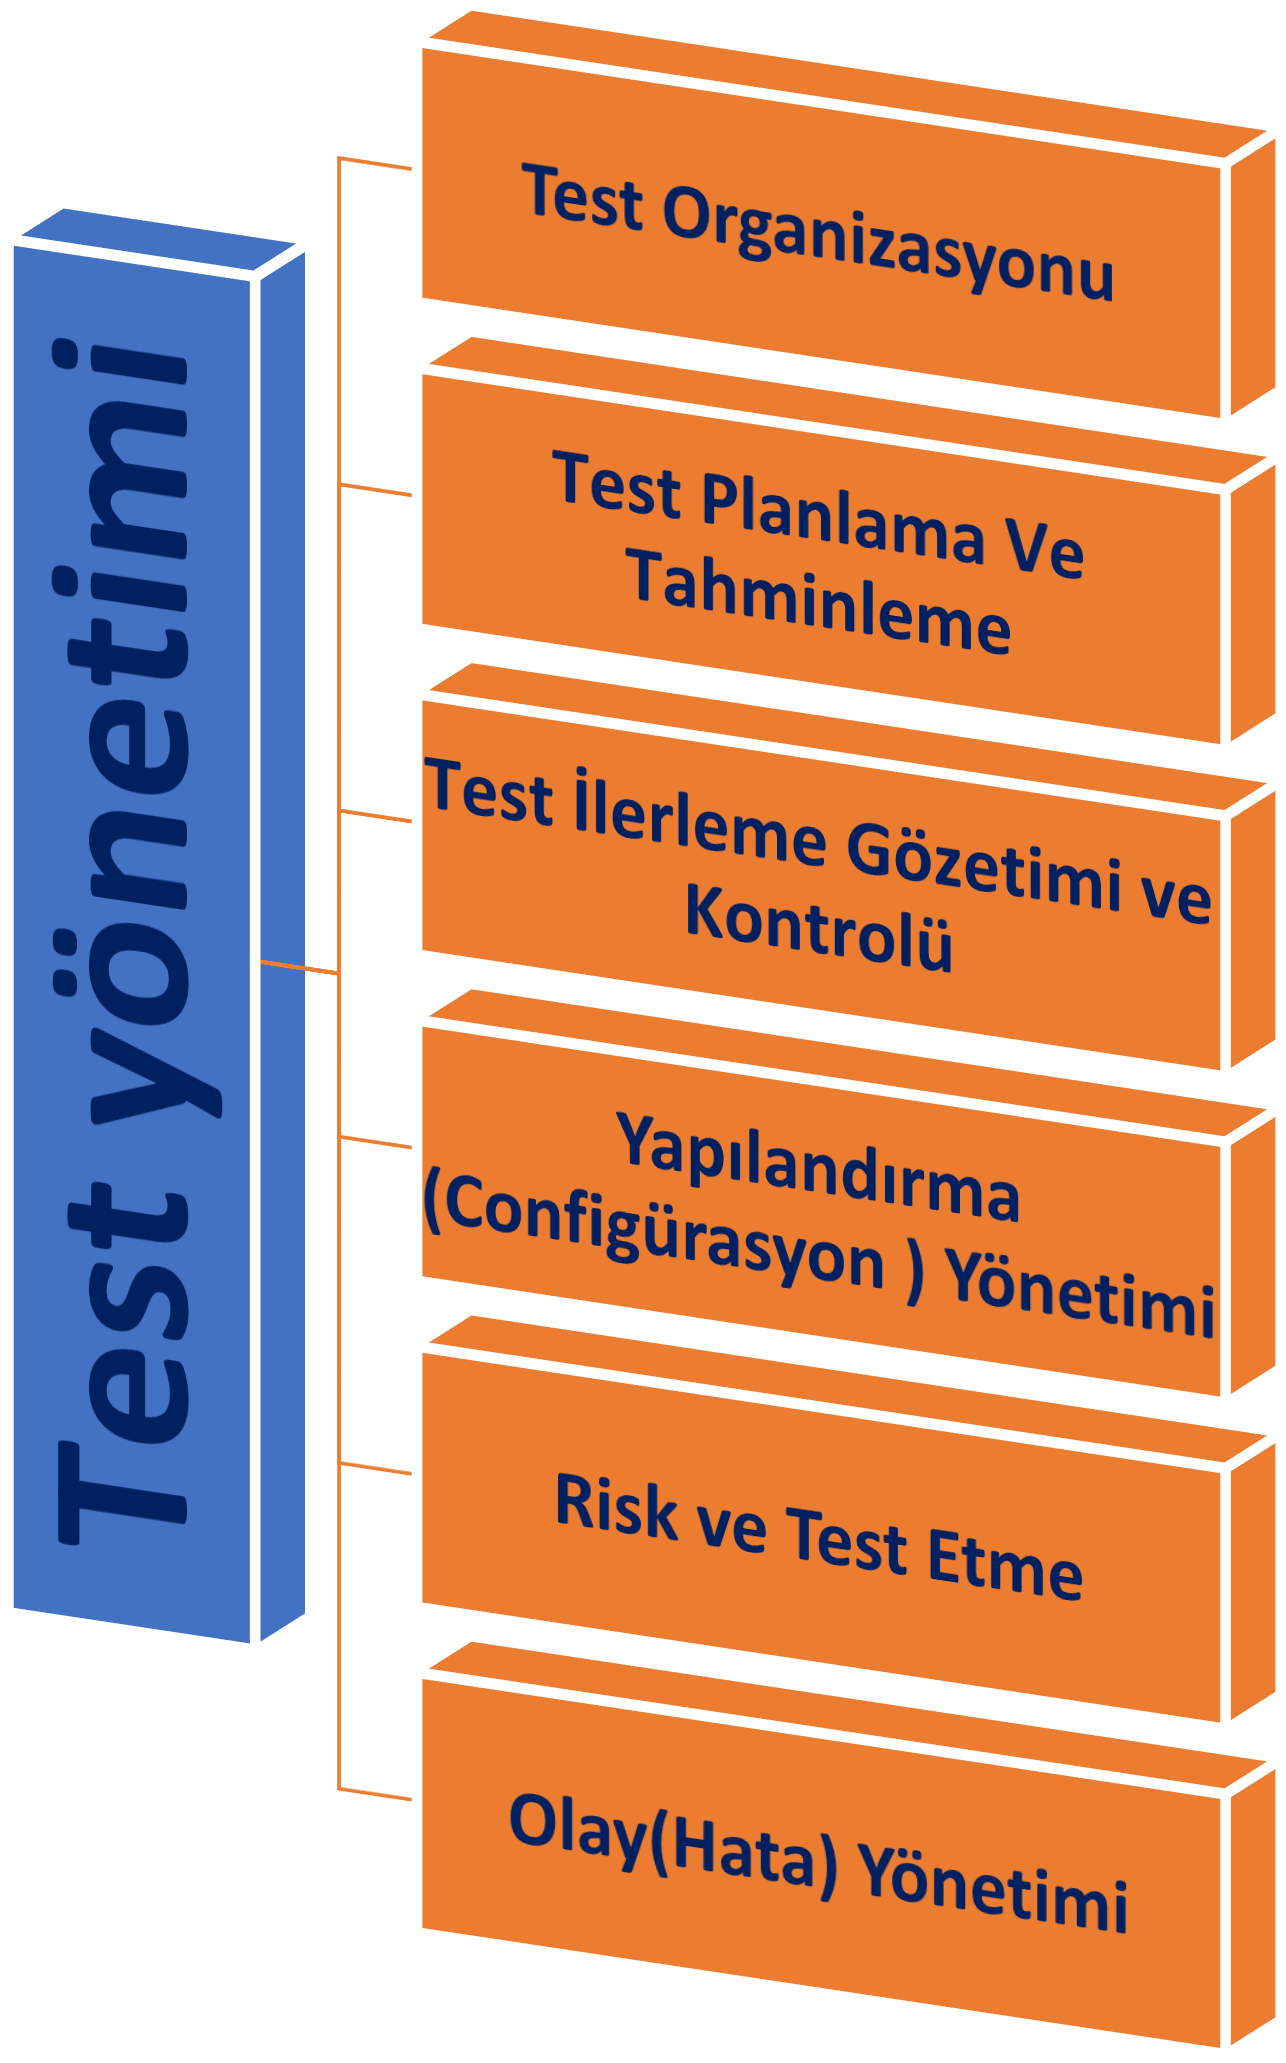 Test yönetimi
Test Organizasyonu
Test Planlama Ve
Tahminleme
Test İlerleme Gözetimi ve
Kontrolü
Yapılandırma
(Configürasyon ) Yönetimi
Risk ve Test Etme
Olay(Hata) Yönetimi